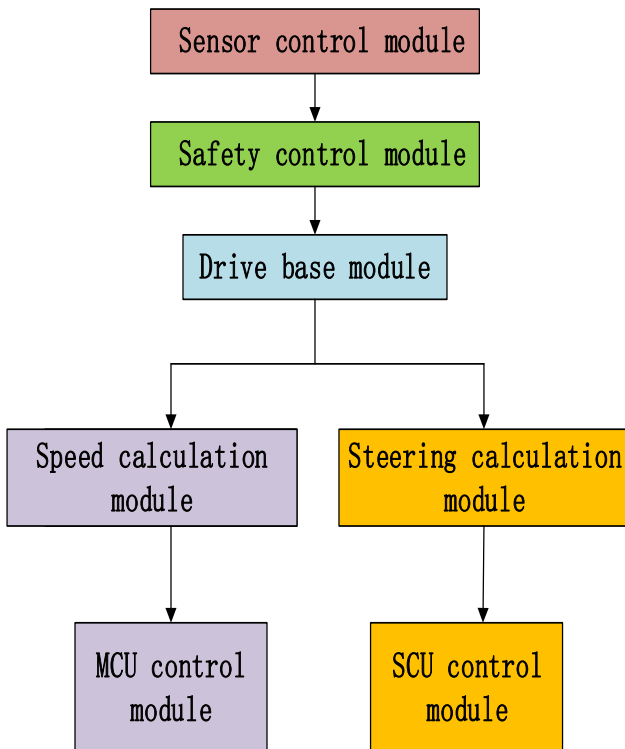 Sensor control module
Safety control module
Drive base module
Speed calculation
module
Steering calculation
module
MCU control
module
SCU control
module